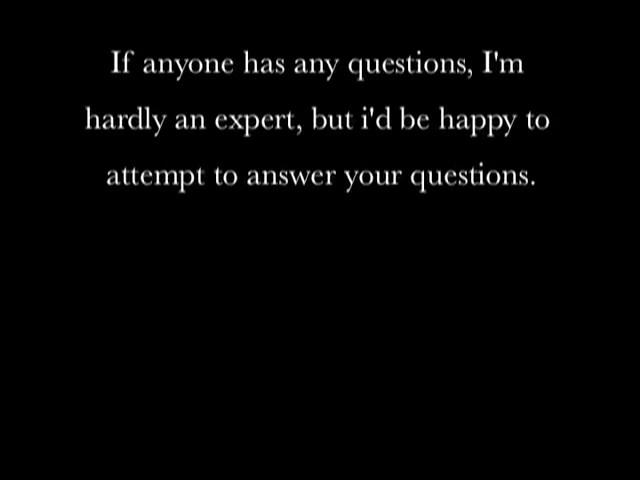 If anyone has any questions, I'm
hardly an expert, but i'd be happy to
attempt to answer your questions.